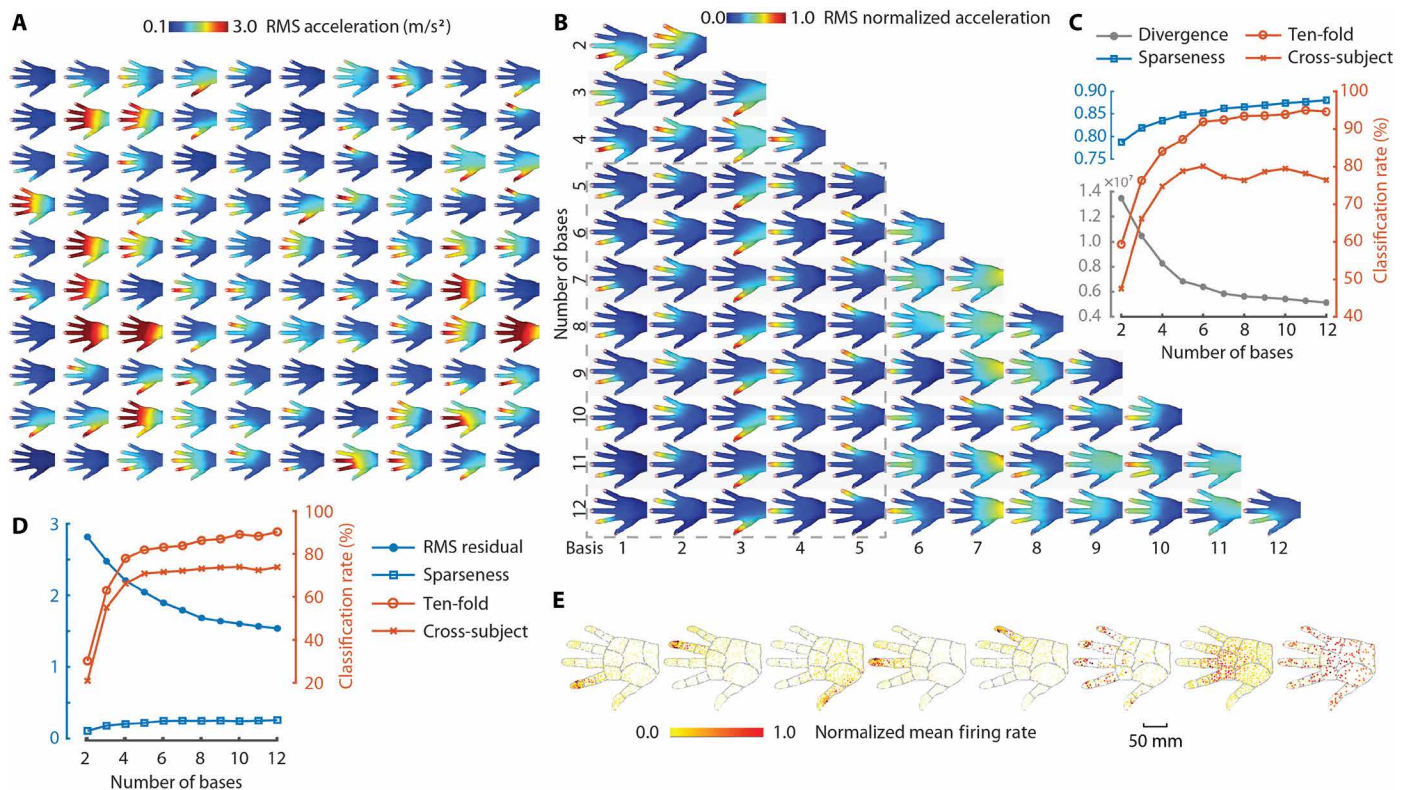 A
0.1 3.0 RMS acceleration (m/s²)
B
0.0 1.0 RMS normalized acceleration
2
3
4
5
6
7
8
9
10
11
12
Number of bases
Basis 1 2 3 4 5 6 7 8 9 10 11 12
C
Divergence
Sparseness
Ten-fold
Cross-subject
0.90
0.85
0.80
0.75
×10⁷
1.4
1.2
1.0
0.8
0.6
0.4
100
90
80
70
60
50
40
Classification rate (%)
2 4 6 8 10 12
Number of bases
D
3
2
1
0
100
80
60
40
20
Classification rate (%)
2 4 6 8 10 12
Number of bases
RMS residual
Sparseness
Ten-fold
Cross-subject
E
0.0 1.0 Normalized mean firing rate
50 mm